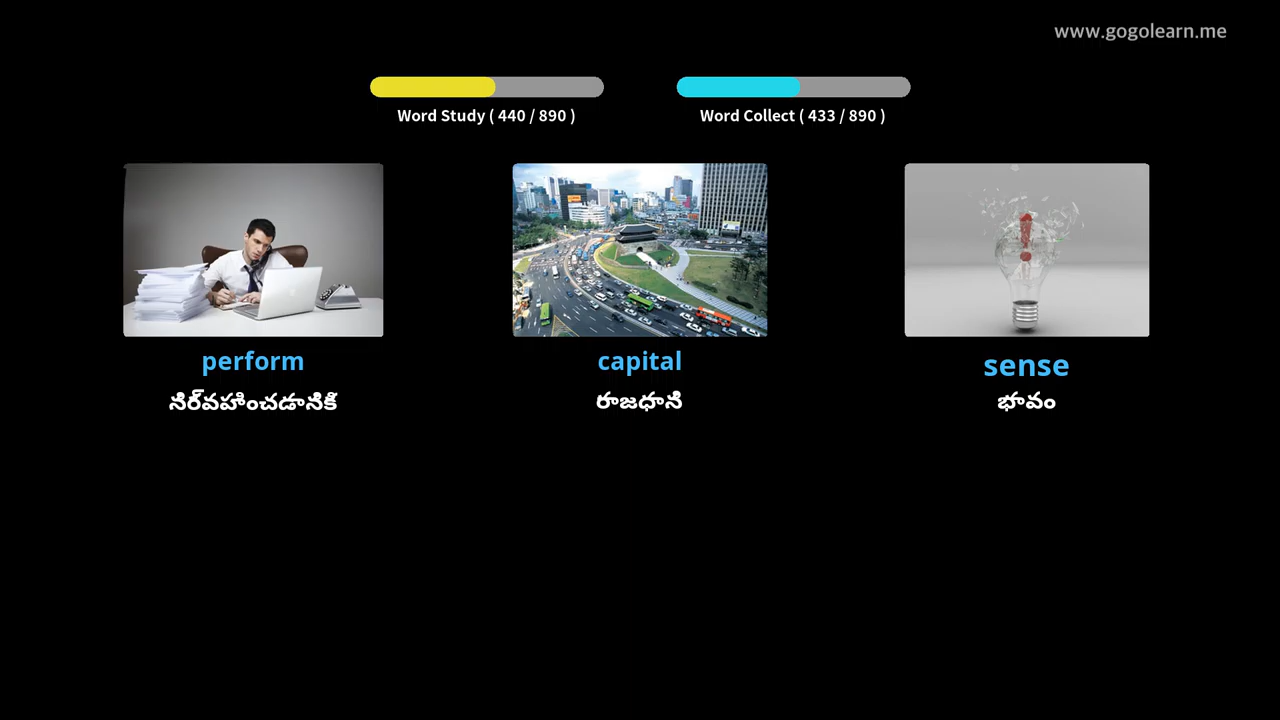 www.gogolearn.me
Word Study ( 440 / 890 )
Word Collect ( 433 / 890 )
perform
capital
sense
నిర్‌వహించడానికి
రాజధాని
భావం